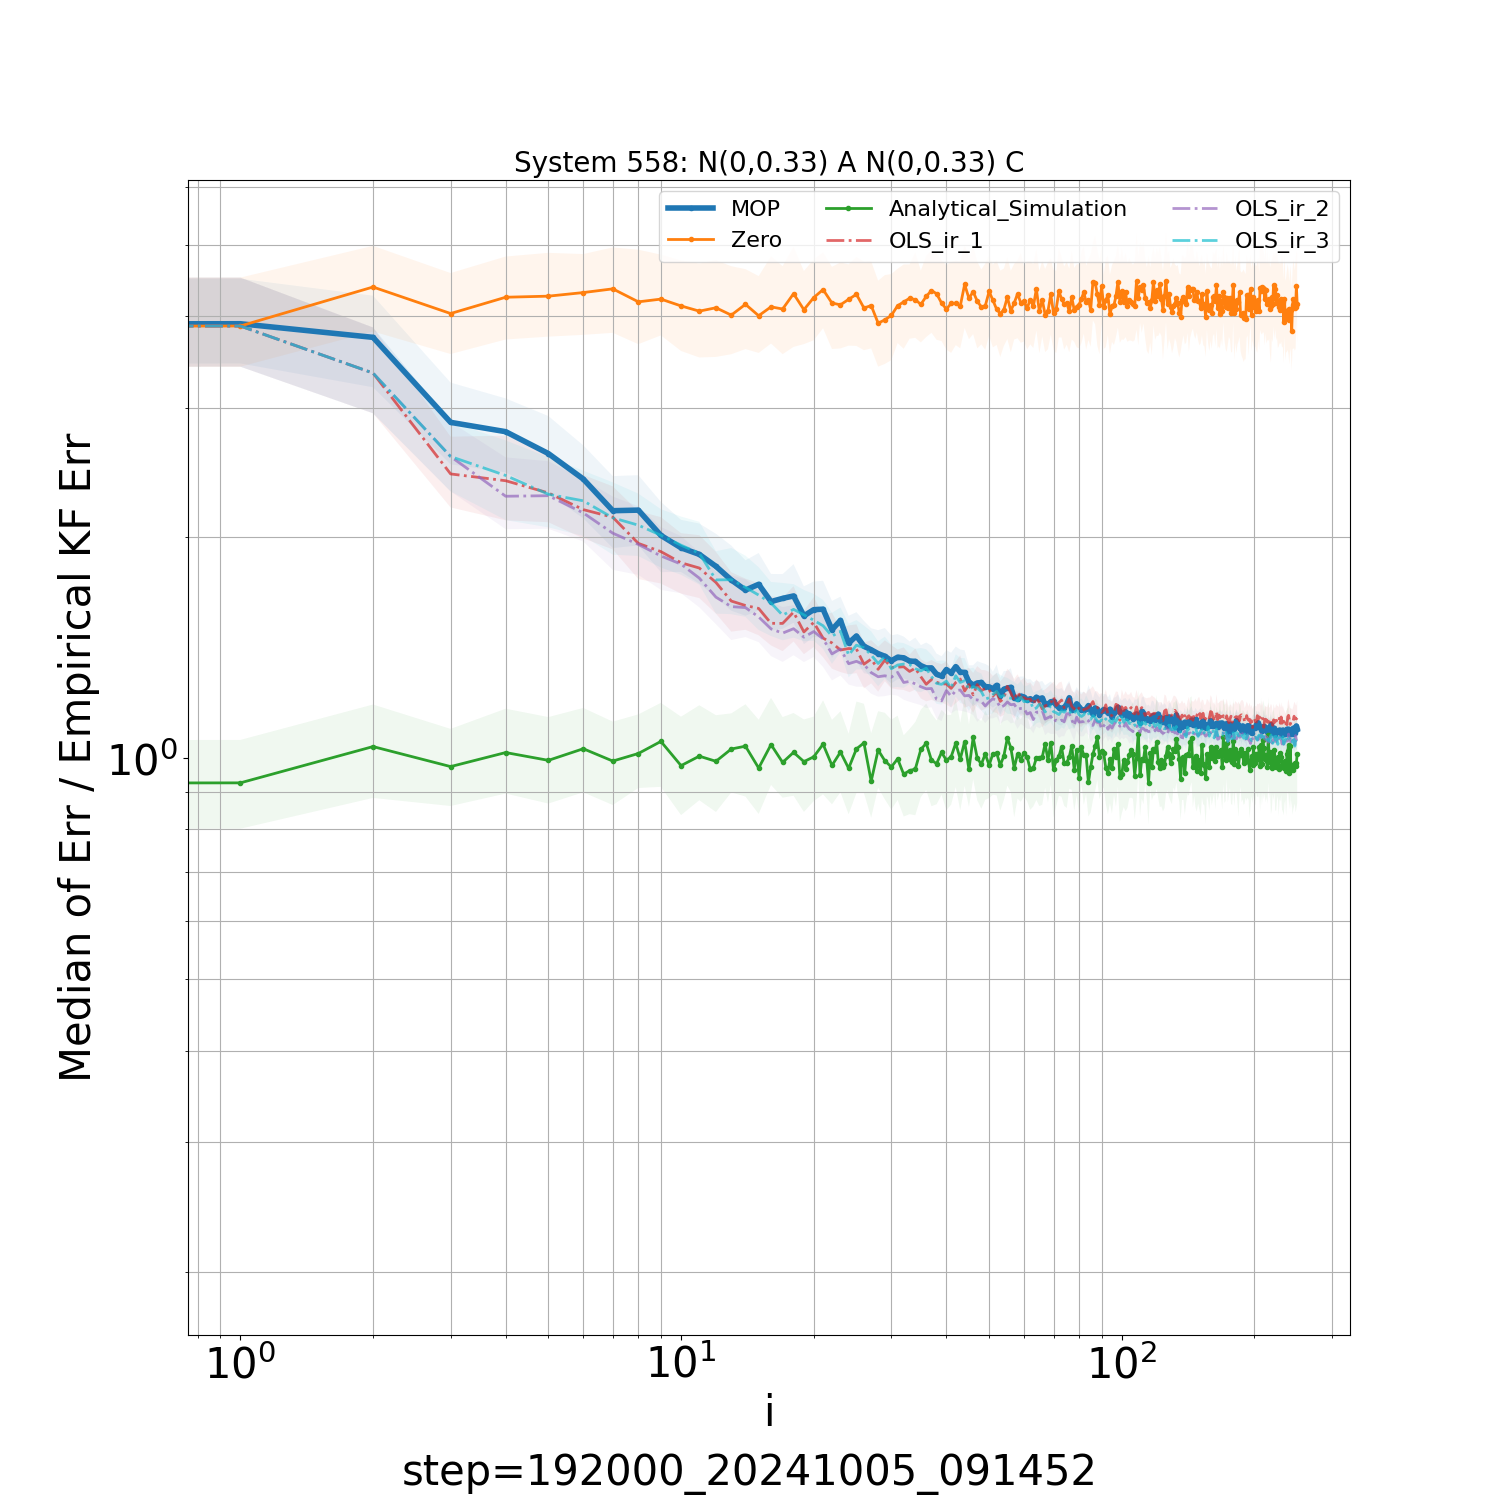 System 558: N(0,0.33) A N(0,0.33) C
MOP
Zero
Analytical_Simulation
OLS_ir_1
OLS_ir_2
OLS_ir_3
Median of Err / Empirical KF Err
10⁰
10⁰
10¹
10²
i
step=192000_20241005_091452